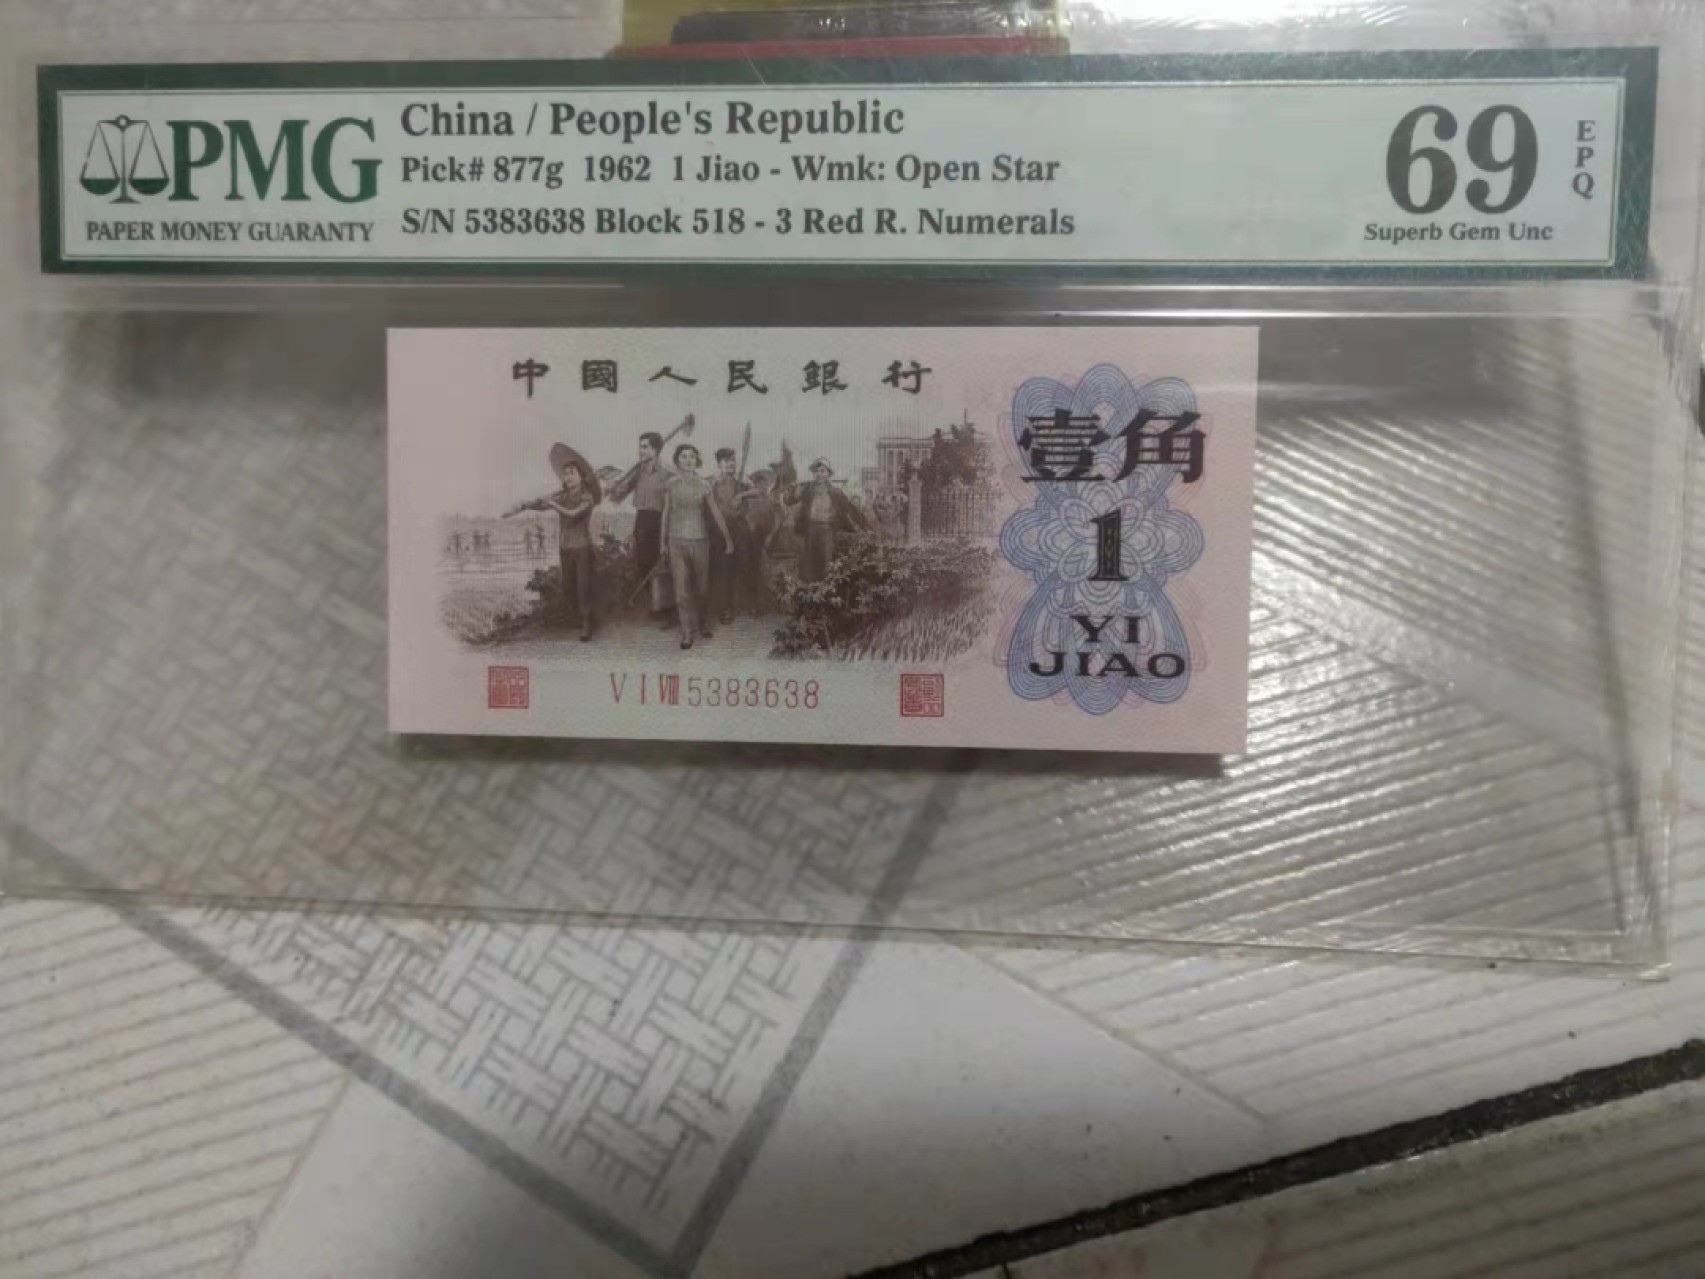 PMG
PAPER MONEY GUARANTY
China / People's Republic
Pick# 877g 1962 1 Jiao - Wmk: Open Star
S/N 5383638 Block 518 - 3 Red R. Numerals
69
EPQ
Superb Gem Unc
中國人民銀行
壹角
1
YI
JIAO
V I VIII 5383638